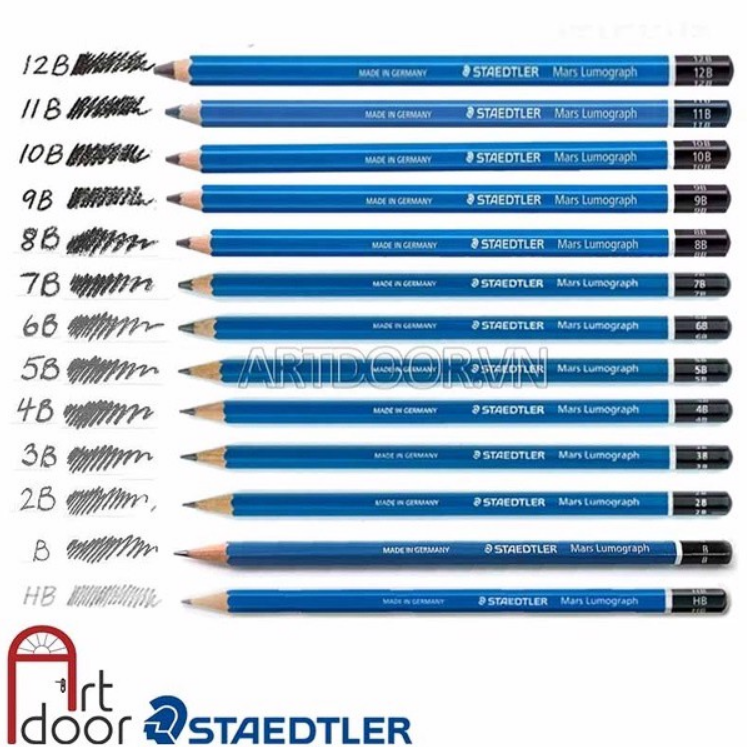 12B MADE IN GERMANY STAEDTLER Mars Lumograph 12B
11B MADE IN GERMANY STAEDTLER Mars Lumograph 11B
10B MADE IN GERMANY STAEDTLER Mars Lumograph 10B
9B MADE IN GERMANY STAEDTLER Mars Lumograph 9B
8B MADE IN GERMANY STAEDTLER Mars Lumograph 8B
7B MADE IN GERMANY STAEDTLER Mars Lumograph 7B
6B MADE IN GERMANY STAEDTLER Mars Lumograph 6B
5B MADE IN GERMANY STAEDTLER Mars Lumograph 5B
ARTDOOR.VN
4B MADE IN GERMANY STAEDTLER Mars Lumograph 4B
3B MADE IN GERMANY STAEDTLER Mars Lumograph 3B
2B MADE IN GERMANY STAEDTLER Mars Lumograph 2B
B MADE IN GERMANY STAEDTLER Mars Lumograph B
HB MADE IN GERMANY STAEDTLER Mars Lumograph HB
Art
door STAEDTLER